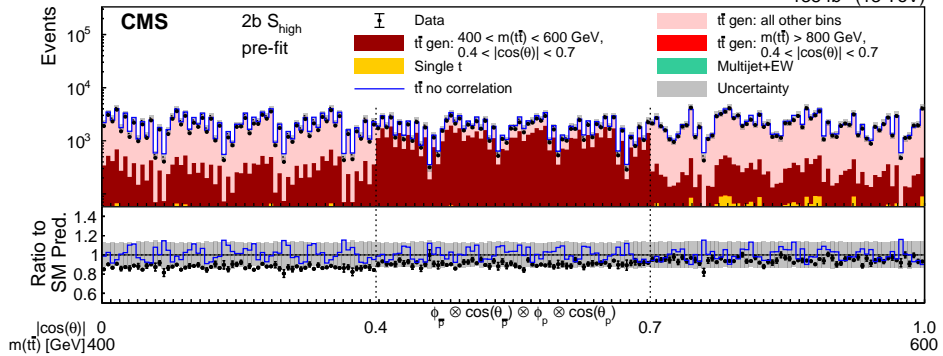 CMS
2b S_high
pre-fit
Events
10^5
10^4
10^3
Data
tt̄ gen: 400 < m(tt̄) < 600 GeV, 0.4 < |cos(θ)| < 0.7
Single t
tt̄ no correlation
tt̄ gen: all other bins
tt̄ gen: m(tt̄) > 800 GeV, 0.4 < |cos(θ)| < 0.7
Multijet+EW
Uncertainty
Ratio to
SM Pred.
1.4
1.2
1
0.8
0.6
ϕ_p̄ ⊗ cos(θ_p̄) ⊗ ϕ_p ⊗ cos(θ_p)
|cos(θ)| 0 0.4 0.7 1.0
m(tt̄) [GeV] 400 600